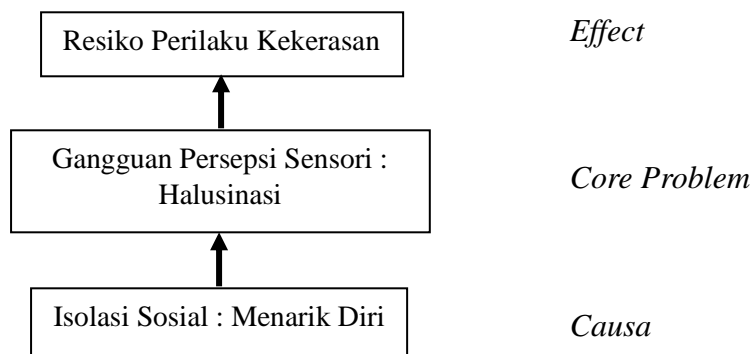 Resiko Perilaku Kekerasan
Effect
Gangguan Persepsi Sensori :
Halusinasi
Core Problem
Isolasi Sosial : Menarik Diri
Causa